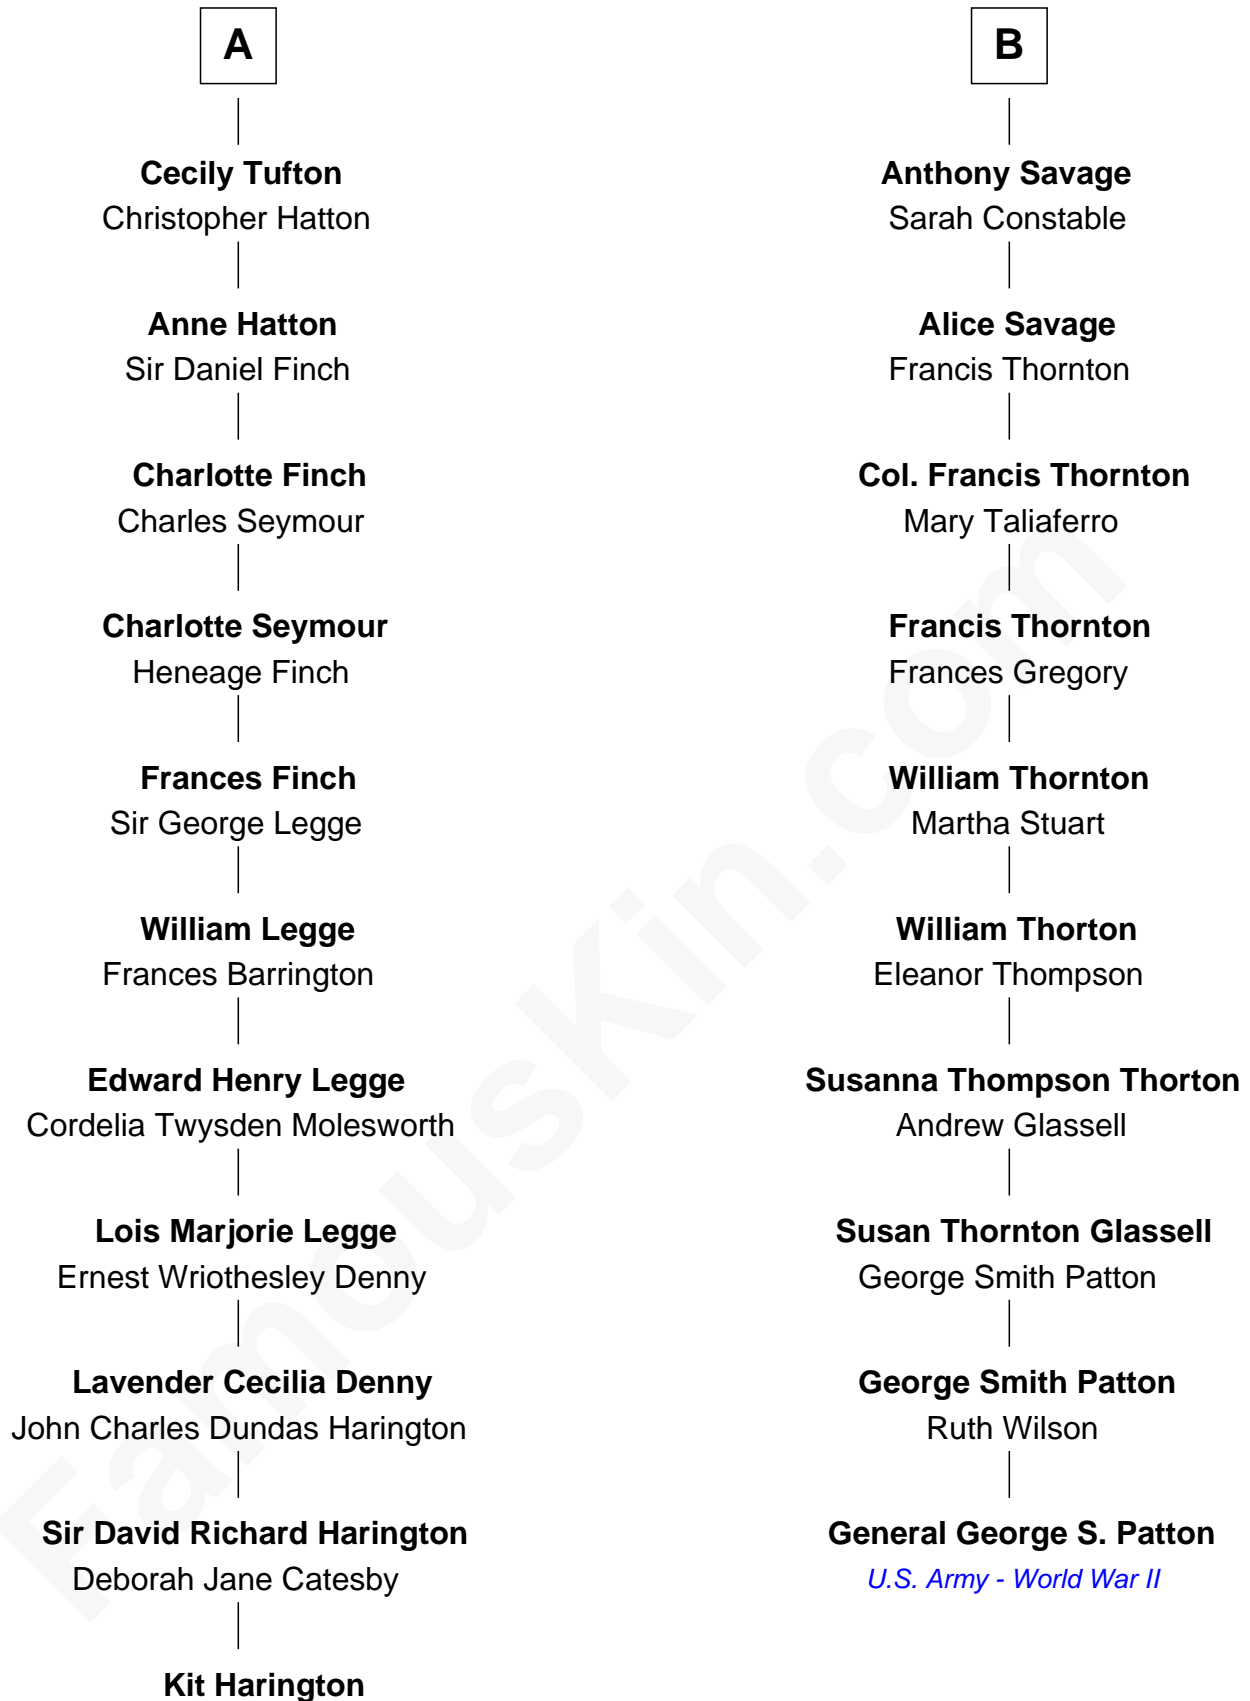 A
Cecily Tufton
Christopher Hatton
Anne Hatton
Sir Daniel Finch
Charlotte Finch
Charles Seymour
Charlotte Seymour
Heneage Finch
Frances Finch
Sir George Legge
William Legge
Frances Barrington
Edward Henry Legge
Cordelia Twysden Molesworth
Lois Marjorie Legge
Ernest Wriothesley Denny
Lavender Cecilia Denny
John Charles Dundas Harington
Sir David Richard Harington
Deborah Jane Catesby
Kit Harington
B
Anthony Savage
Sarah Constable
Alice Savage
Francis Thornton
Col. Francis Thornton
Mary Taliaferro
Francis Thornton
Frances Gregory
William Thornton
Martha Stuart
William Thorton
Eleanor Thompson
Susanna Thompson Thorton
Andrew Glassell
Susan Thornton Glassell
George Smith Patton
George Smith Patton
Ruth Wilson
General George S. Patton
U.S. Army - World War II
FamousKin.com